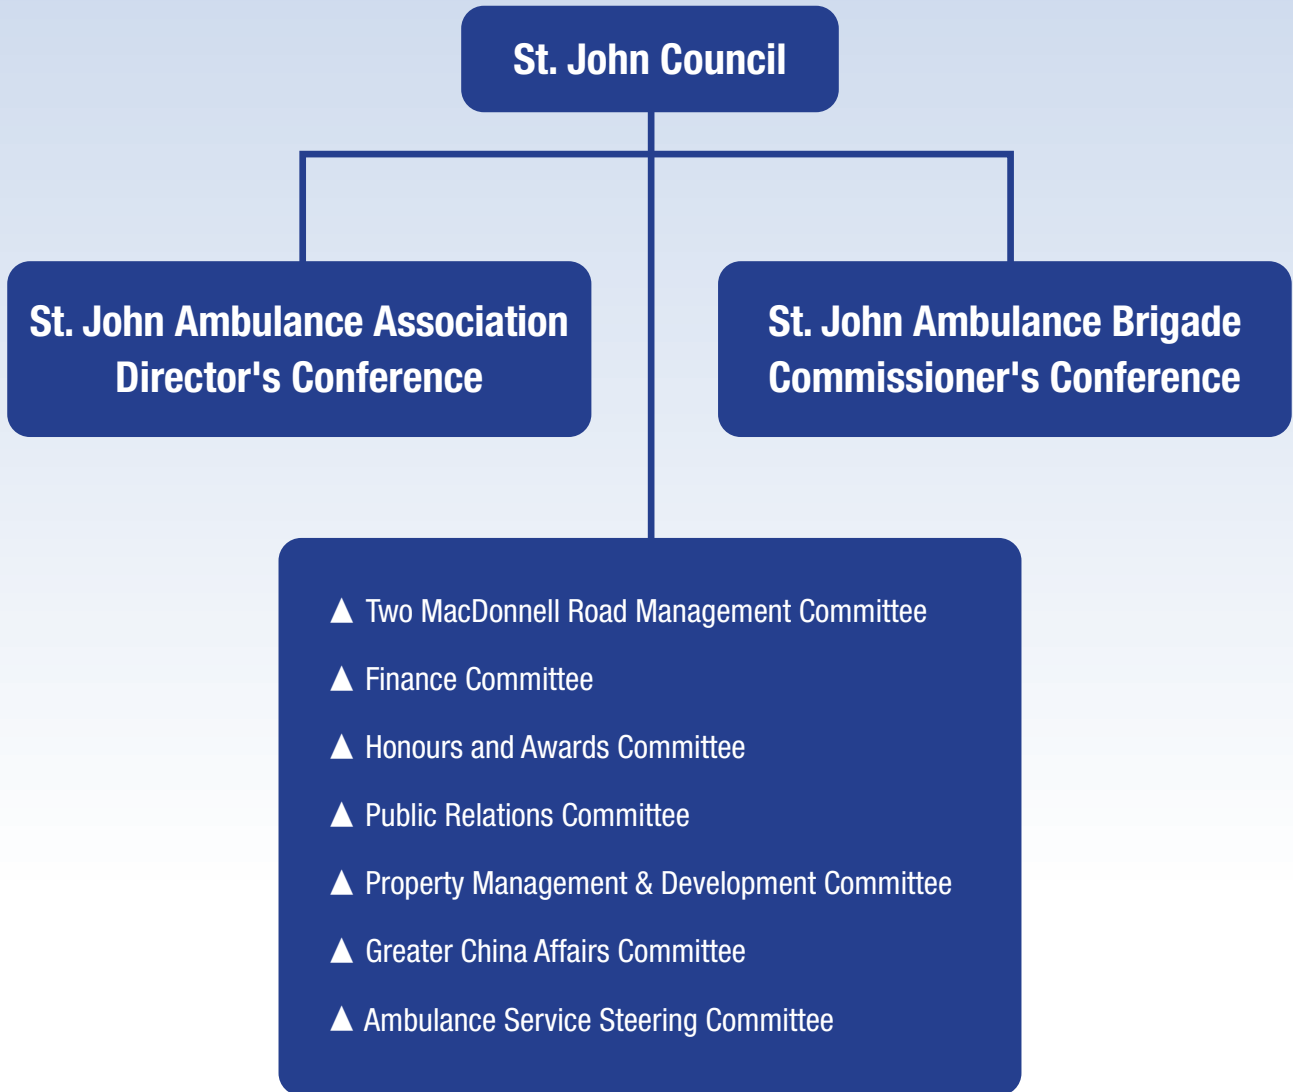 St. John Council
St. John Ambulance Association
Director's Conference
St. John Ambulance Brigade
Commissioner's Conference
▲ Two MacDonnell Road Management Committee
▲ Finance Committee
▲ Honours and Awards Committee
▲ Public Relations Committee
▲ Property Management & Development Committee
▲ Greater China Affairs Committee
▲ Ambulance Service Steering Committee